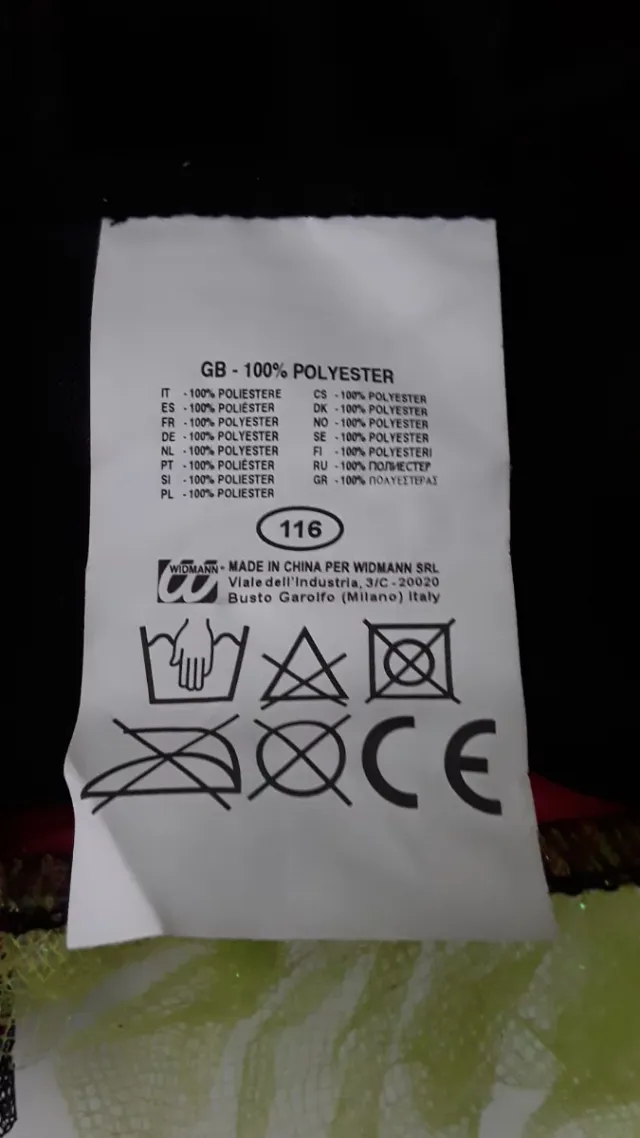 GB - 100% POLYESTER
IT - 100% POLIESTERE
ES - 100% POLIÉSTER
FR - 100% POLYESTER
DE - 100% POLYESTER
NL - 100% POLYESTER
PT - 100% POLIÉSTER
SI - 100% POLIESTER
PL - 100% POLIESTER
CS - 100% POLYESTER
DK - 100% POLYESTER
NO - 100% POLYESTER
SE - 100% POLYESTER
FI - 100% POLYESTERI
RU - 100% ПОЛИЕСТЕР
GR - 100% ΠΟΛΥΕΣΤΕΡΑΣ
116
WIDMANN
MADE IN CHINA PER WIDMANN SRL
Viale dell'Industria, 3/C - 20020
Busto Garolfo (Milano) Italy
CE